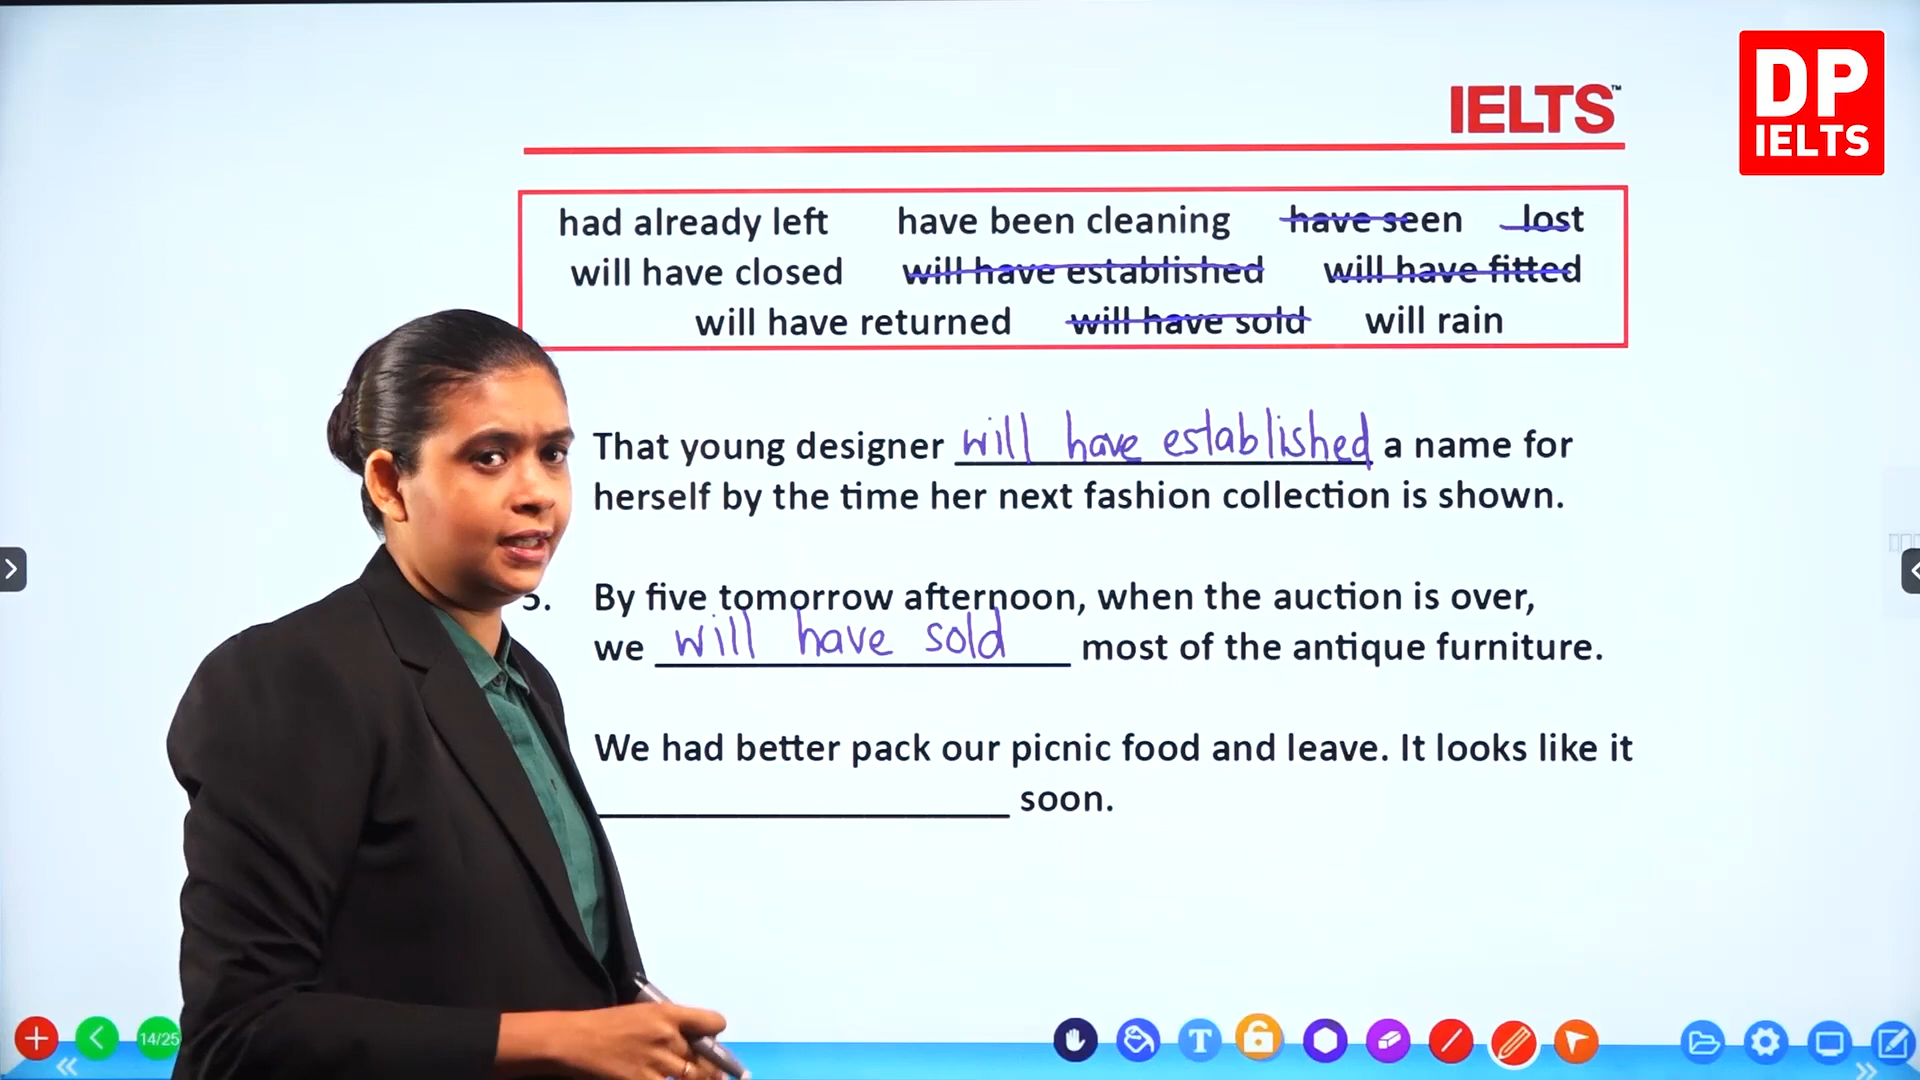 DP
IELTS
IELTS™
had already left have been cleaning have seen lost
will have closed will have established will have fitted
will have returned will have sold will rain
That young designer will have established a name for
herself by the time her next fashion collection is shown.
5. By five tomorrow afternoon, when the auction is over,
we will have sold most of the antique furniture.
We had better pack our picnic food and leave. It looks like it
soon.
14/25
T